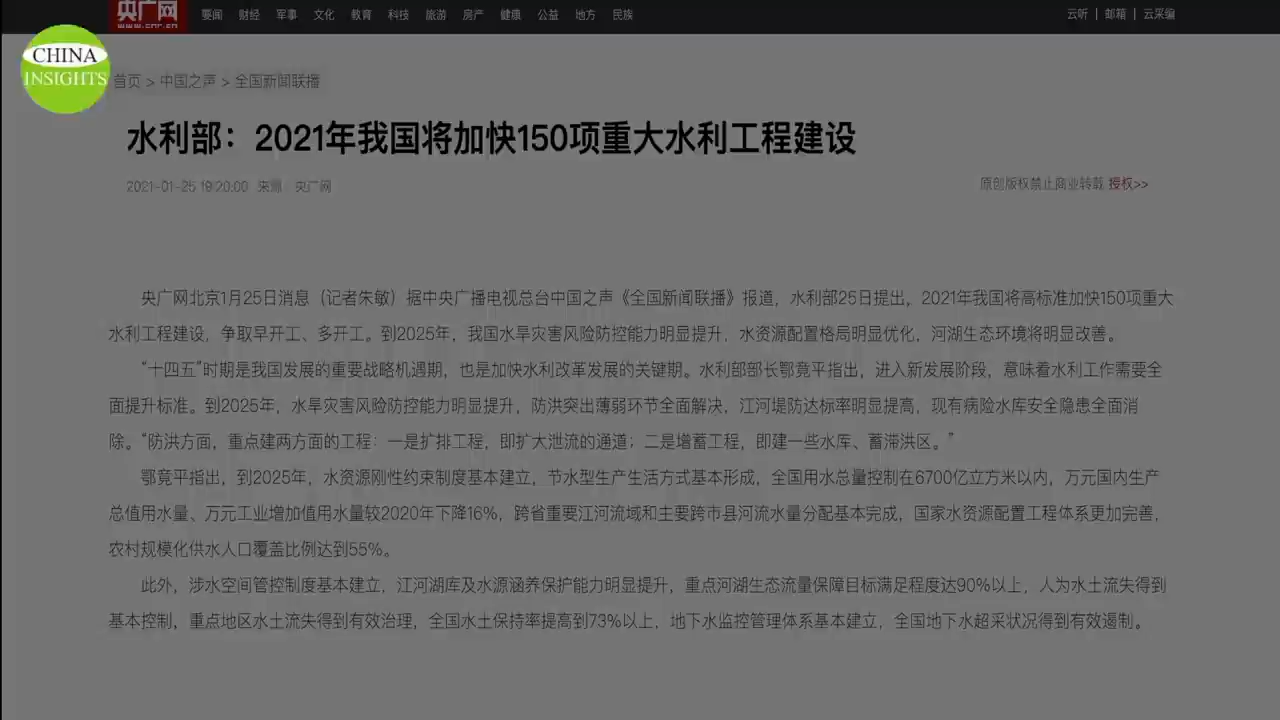 央广网
www.cnr.cn
要闻 财经 军事 文化 教育 科技 旅游 房产 健康 公益 地方 民族
云听 | 邮箱 | 云采编
CHINA
INSIGHTS
首页 > 中国之声 > 全国新闻联播
水利部：2021年我国将加快150项重大水利工程建设
2021-01-25 19:20:00 来源：央广网
原创版权禁止商业转载 授权>>
央广网北京1月25日消息（记者朱敏）据中央广播电视总台中国之声《全国新闻联播》报道，水利部25日提出，2021年我国将高标准加快150项重大
水利工程建设，争取早开工、多开工。到2025年，我国水旱灾害风险防控能力明显提升，水资源配置格局明显优化，河湖生态环境将明显改善。
“十四五”时期是我国发展的重要战略机遇期，也是加快水利改革发展的关键期。水利部部长鄂竟平指出，进入新发展阶段，意味着水利工作需要全
面提升标准。到2025年，水旱灾害风险防控能力明显提升，防洪突出薄弱环节全面解决，江河堤防达标率明显提高，现有病险水库安全隐患全面消
除。“防洪方面，重点建两方面的工程：一是扩排工程，即扩大泄流的通道；二是增蓄工程，即建一些水库、蓄滞洪区。”
鄂竟平指出，到2025年，水资源刚性约束制度基本建立，节水型生产生活方式基本形成，全国用水总量控制在6700亿立方米以内，万元国内生产
总值用水量、万元工业增加值用水量较2020年下降16%，跨省重要江河流域和主要跨市县河流水量分配基本完成，国家水资源配置工程体系更加完善，
农村规模化供水人口覆盖比例达到55%。
此外，涉水空间管控制度基本建立，江河湖库及水源涵养保护能力明显提升，重点河湖生态流量保障目标满足程度达90%以上，人为水土流失得到
基本控制，重点地区水土流失得到有效治理，全国水土保持率提高到73%以上，地下水监控管理体系基本建立，全国地下水超采状况得到有效遏制。